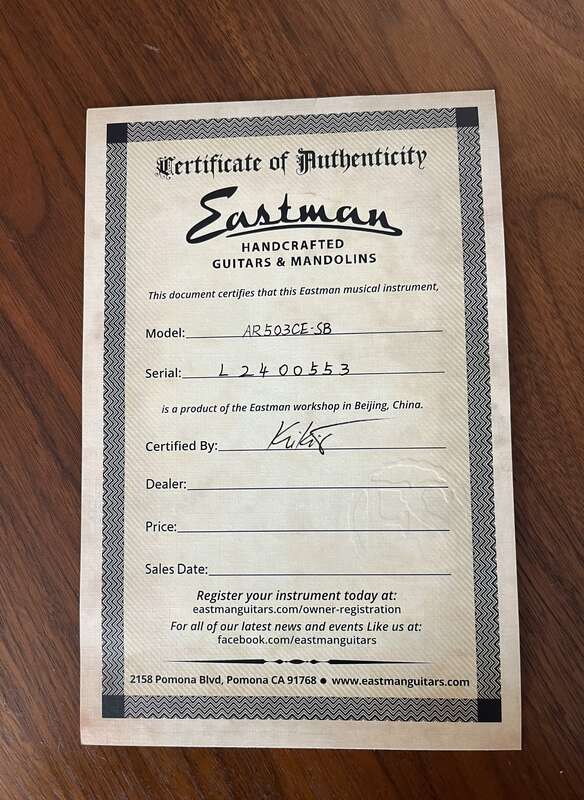 Certificate of Authenticity
Eastman
HANDCRAFTED
GUITARS & MANDOLINS
This document certifies that this Eastman musical instrument,
Model: AR503CE-SB
Serial: L2400553
is a product of the Eastman workshop in Beijing, China.
Certified By:
Dealer:
Price:
Sales Date:
Register your instrument today at:
eastmanguitars.com/owner-registration
For all of our latest news and events Like us at:
facebook.com/eastmanguitars
2158 Pomona Blvd, Pomona CA 91768 ● www.eastmanguitars.com